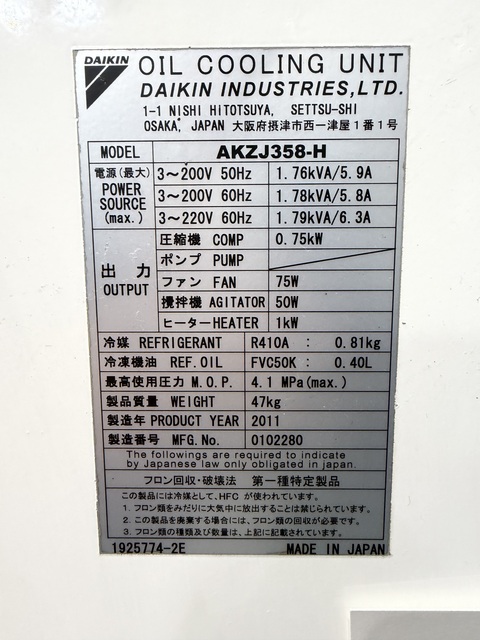 DAIKIN OIL COOLING UNIT
DAIKIN INDUSTRIES, LTD.
1-1 NISHI HITOTSUYA, SETTSU-SHI
OSAKA, JAPAN 大阪府摂津市西一津屋1番1号
MODEL AKZJ358-H
電源(最大) POWER SOURCE (max.)
3～200V 50Hz 1.76kVA/5.9A
3～200V 60Hz 1.78kVA/5.8A
3～220V 60Hz 1.79kVA/6.3A
出力 OUTPUT
圧縮機 COMP 0.75kW
ポンプ PUMP
ファン FAN 75W
攪拌機 AGITATOR 50W
ヒーター HEATER 1kW
冷媒 REFRIGERANT R410A : 0.81kg
冷凍機油 REF.OIL FVC50K : 0.40L
最高使用圧力 M.O.P. 4.1 MPa(max.)
製品質量 WEIGHT 47kg
製造年 PRODUCT YEAR 2011
製造番号 MFG.No. 0102280
The followings are required to indicate
by Japanese law only obligated in japan.
フロン回収・破壊法 第一種特定製品
この製品には冷媒として、HFC が使われています。
1. フロン類をみだりに大気中に放出することは禁じられています。
2. この製品を廃棄する場合には、フロン類の回収が必要です。
3. フロン類の種類及び数量は、上記に記載されています。
1925774-2E MADE IN JAPAN